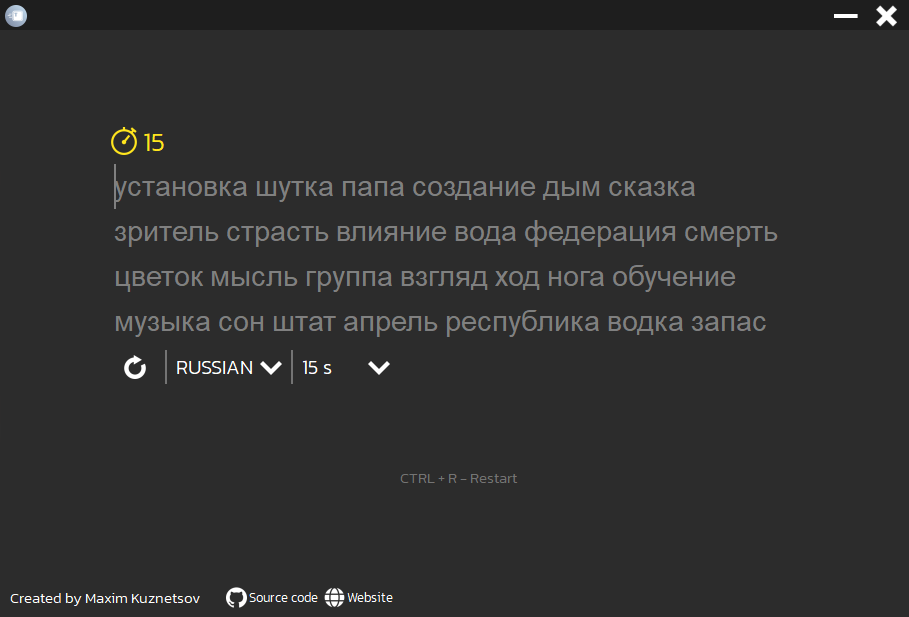 15
установка шутка папа создание дым сказка
зритель страсть влияние вода федерация смерть
цветок мысль группа взгляд ход нога обучение
музыка сон штат апрель республика водка запас
RUSSIAN 15 s
CTRL + R - Restart
Created by Maxim Kuznetsov Source code Website